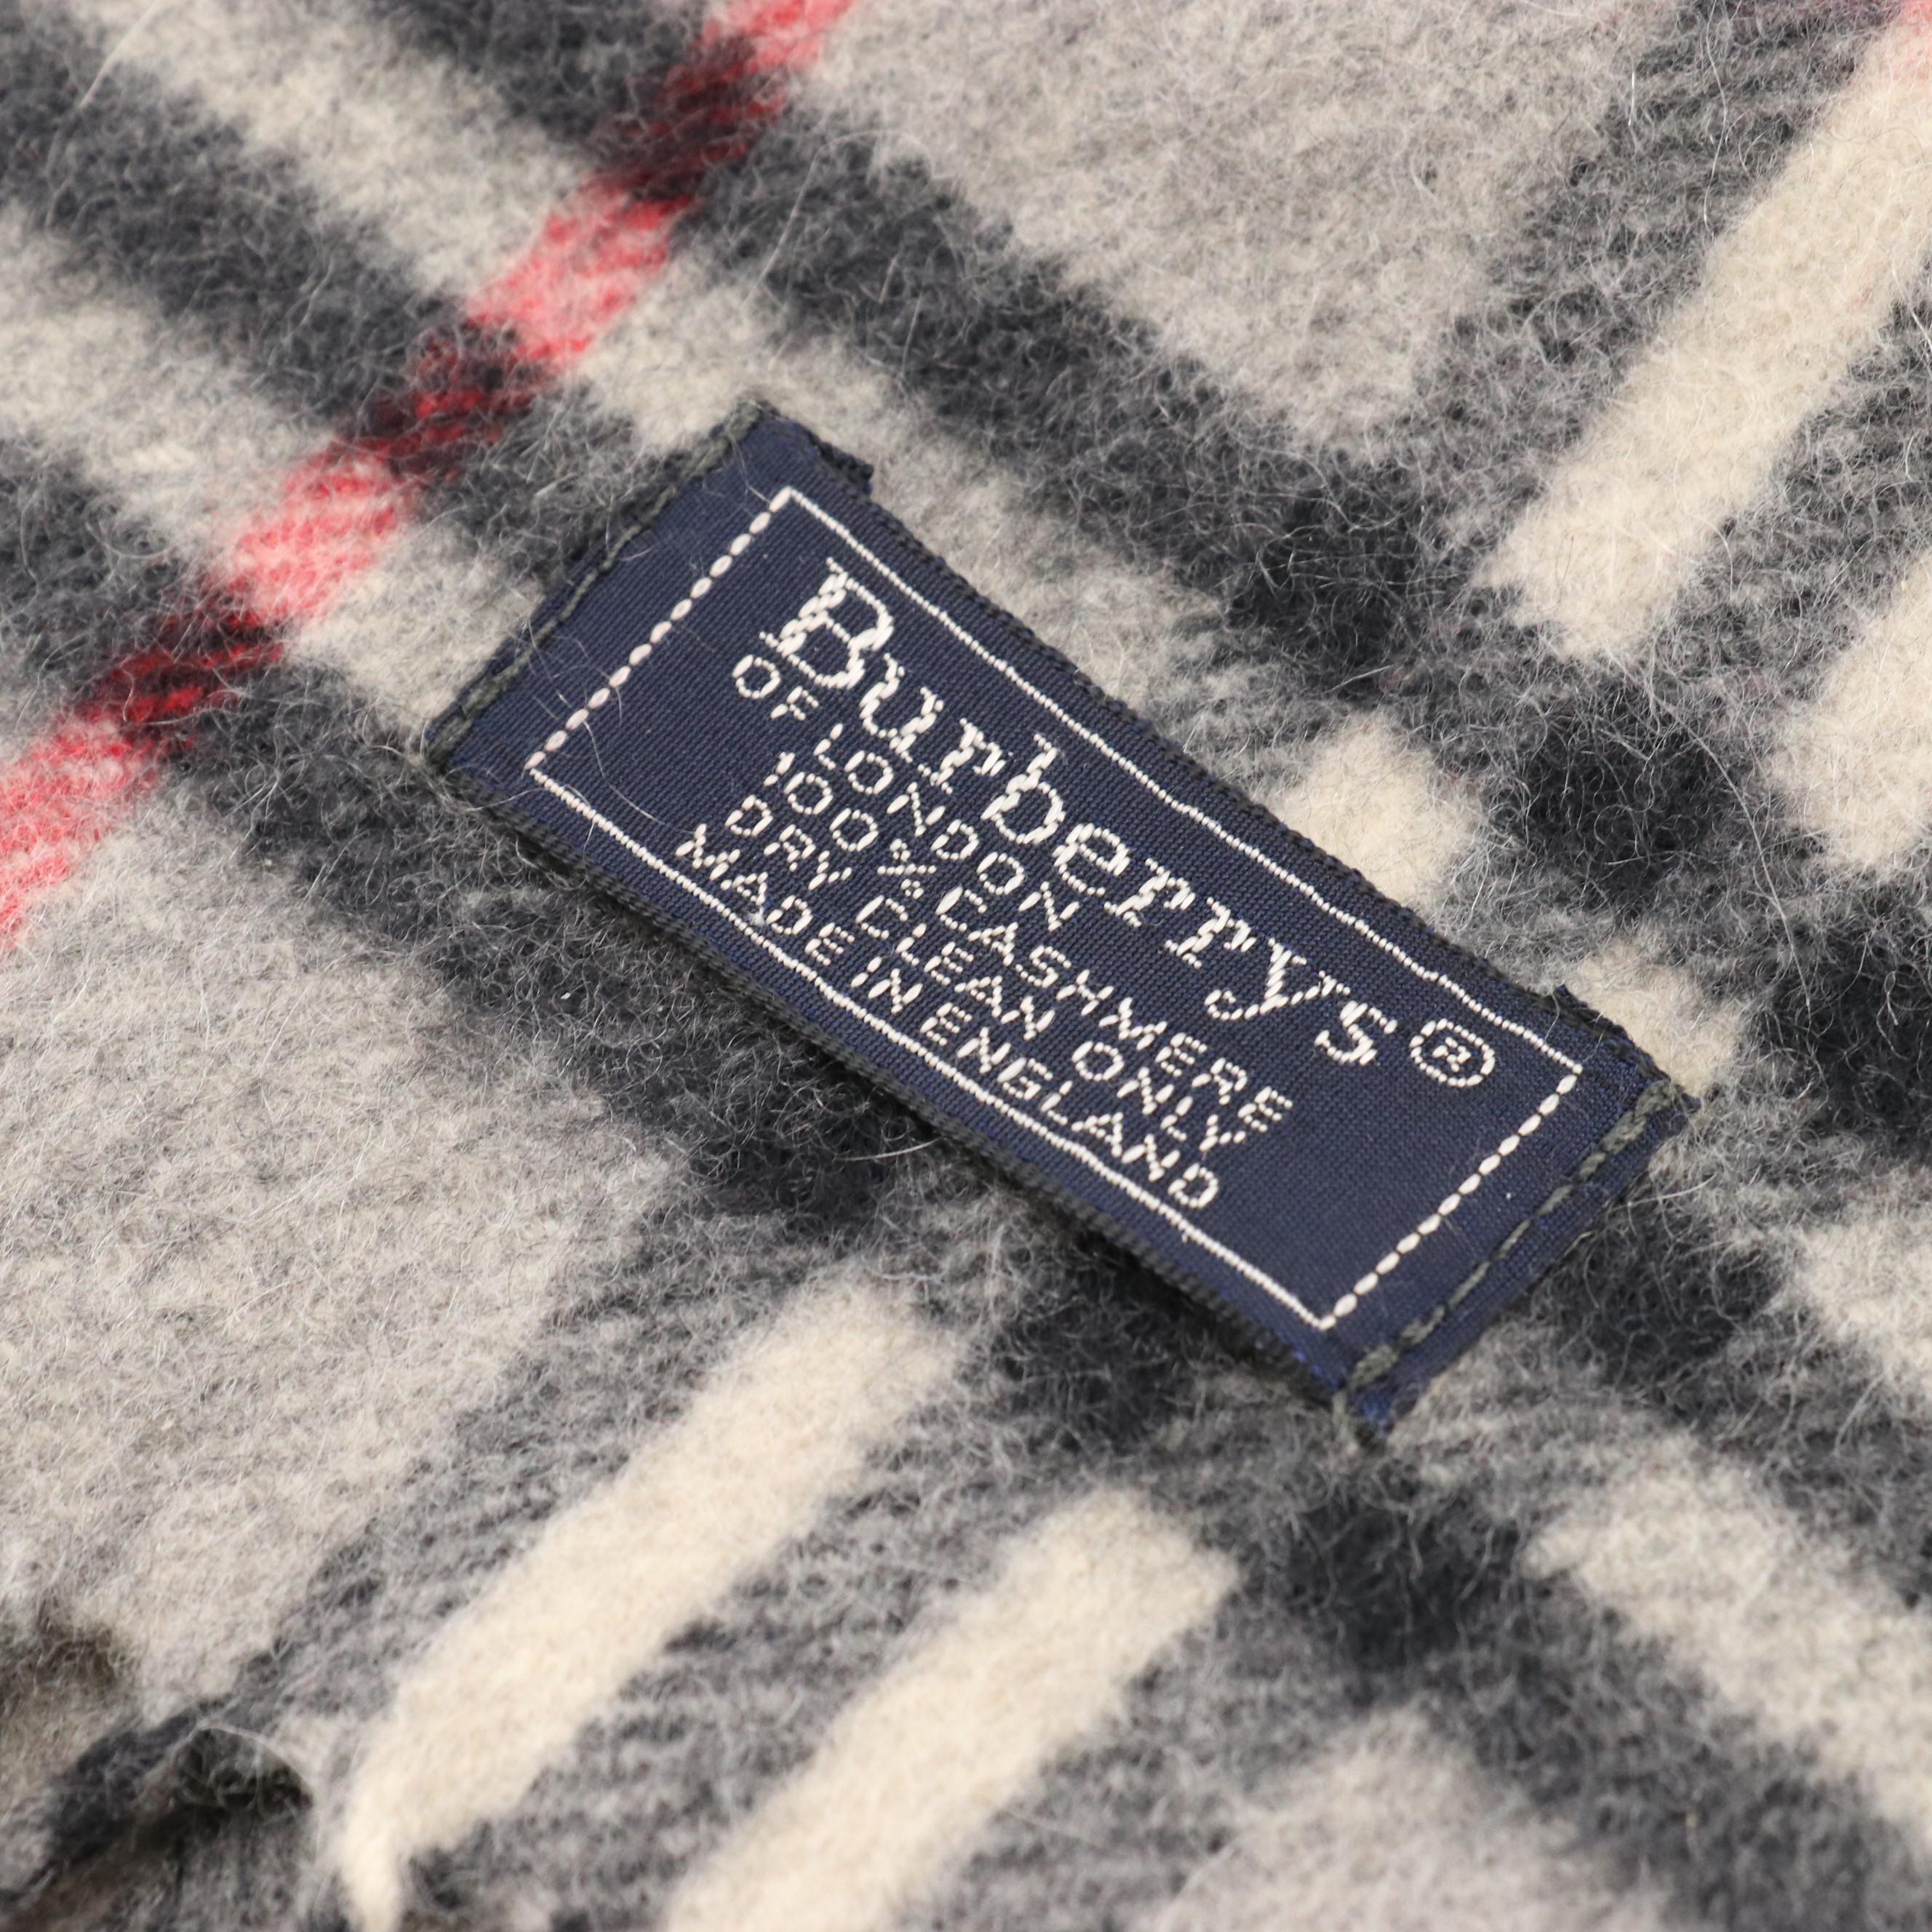 Burberrys®
OF LONDON
100% CASHMERE
DRY CLEAN ONLY
MADE IN ENGLAND